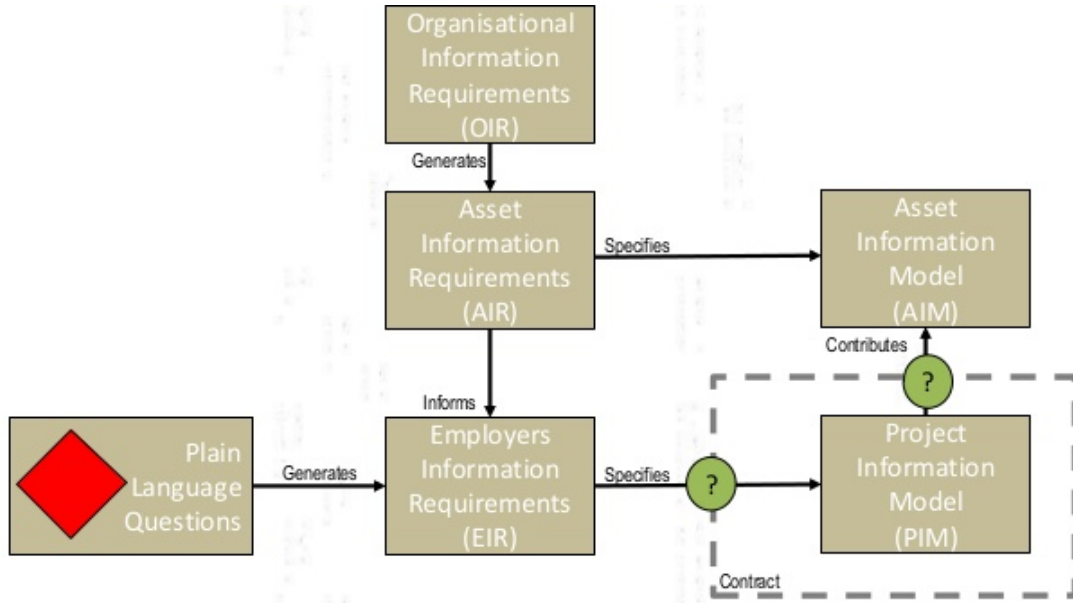 Organisational
Information
Requirements
(OIR)
Generates
Asset
Information
Requirements
(AIR)
Specifies
Asset
Information
Model
(AIM)
Contributes
?
Informs
Plain
Language
Questions
Generates
Employers
Information
Requirements
(EIR)
Specifies
?
Project
Information
Model
(PIM)
Contract